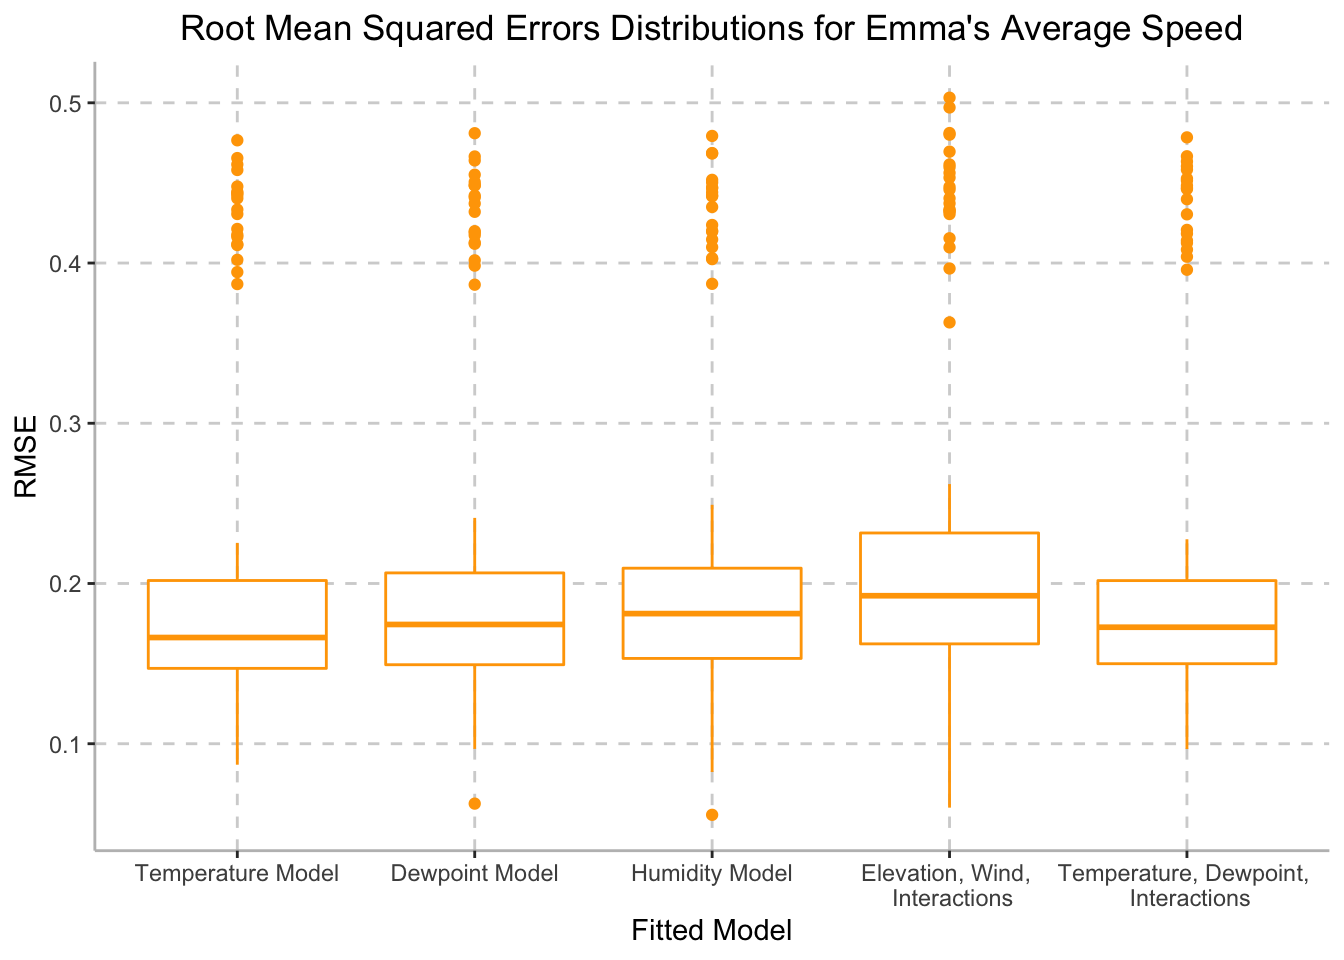 Root Mean Squared Errors Distributions for Emma's Average Speed
RMSE
0.5
0.4
0.3
0.2
0.1
Temperature Model
Dewpoint Model
Humidity Model
Elevation, Wind,
Interactions
Temperature, Dewpoint,
Interactions
Fitted Model